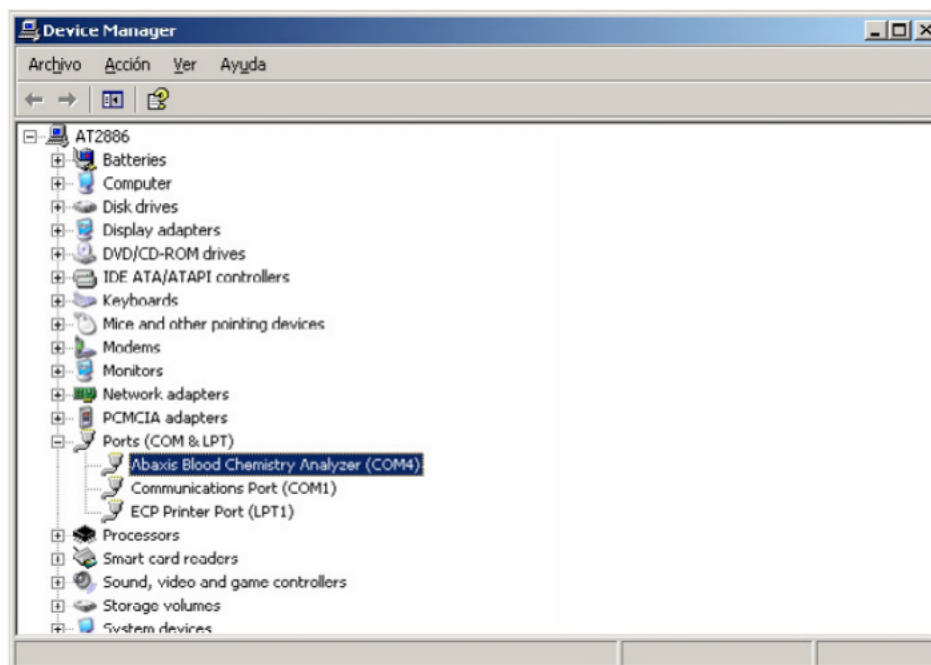 Device Manager
Archivo Acción Ver Ayuda
AT2886
Batteries
Computer
Disk drives
Display adapters
DVD/CD-ROM drives
IDE ATA/ATAPI controllers
Keyboards
Mice and other pointing devices
Modems
Monitors
Network adapters
PCMCIA adapters
Ports (COM & LPT)
Abaxis Blood Chemistry Analyzer (COM4)
Communications Port (COM1)
ECP Printer Port (LPT1)
Processors
Smart card readers
Sound, video and game controllers
Storage volumes
System devices